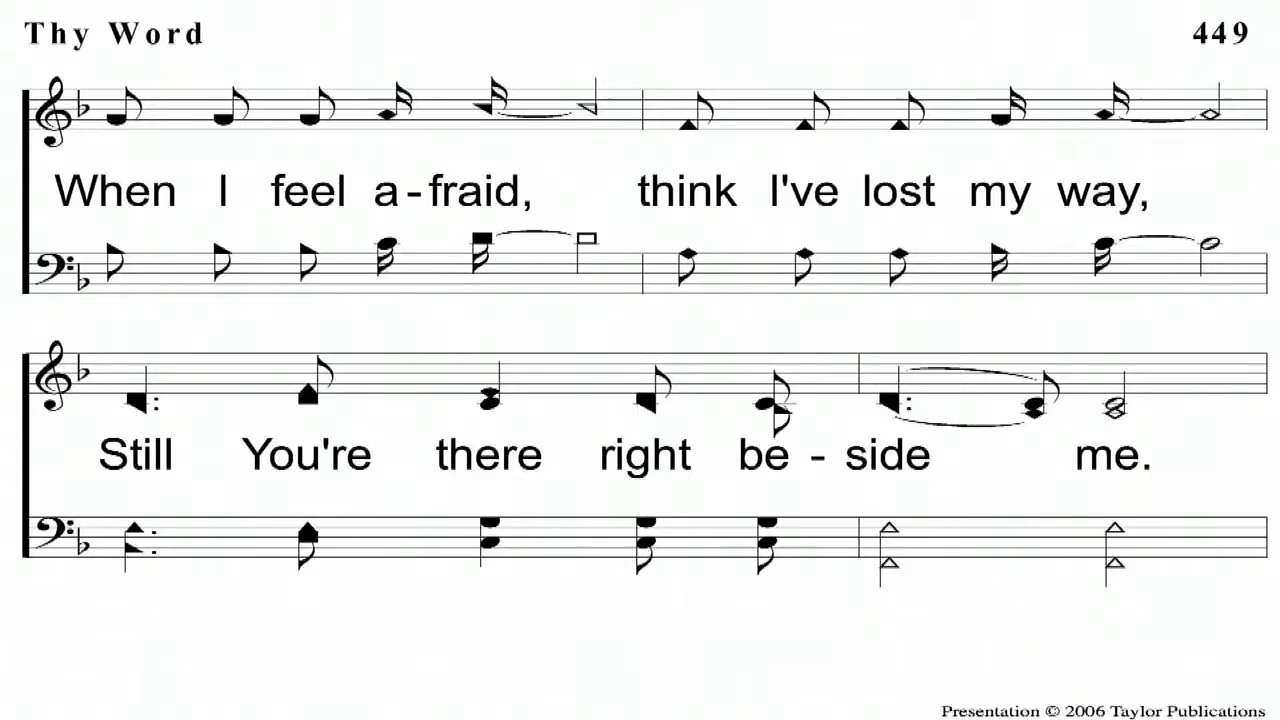 Thy Word 449
When I feel a-fraid, think I've lost my way,
Still You're there right be - side me.
Presentation © 2006 Taylor Publications